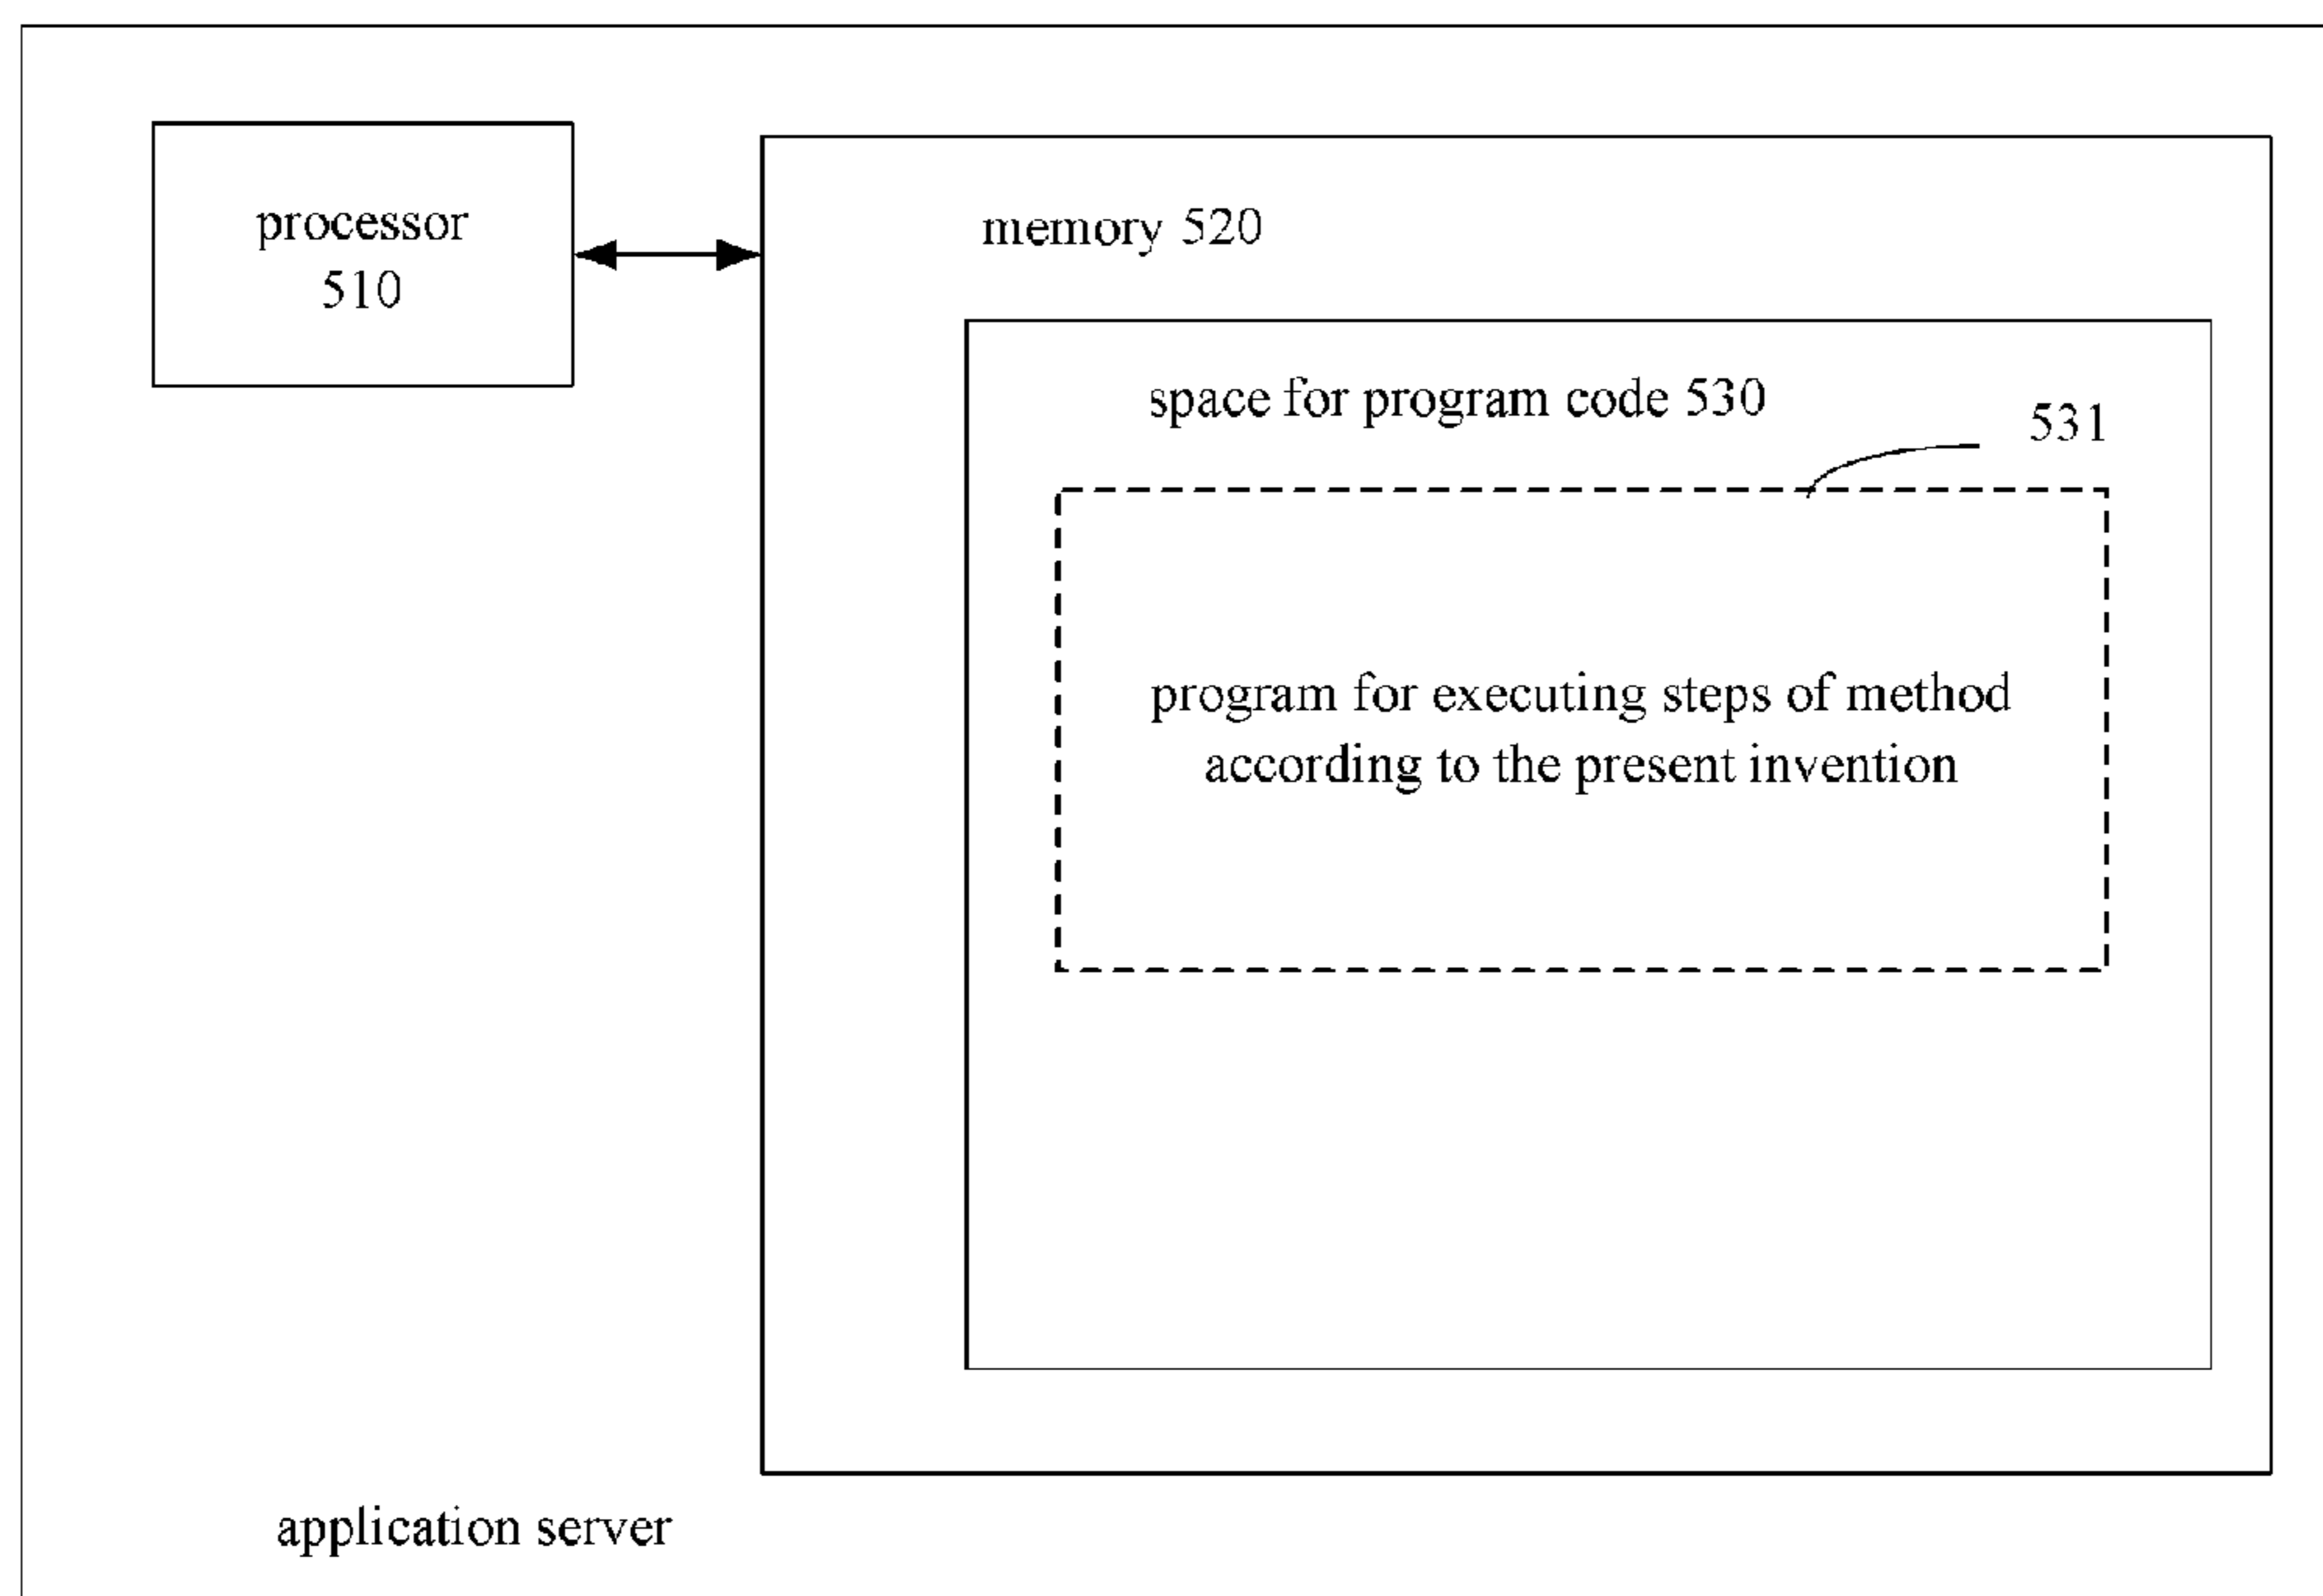 processor
510
memory 520
space for program code 530
531
program for executing steps of method
according to the present invention
application server